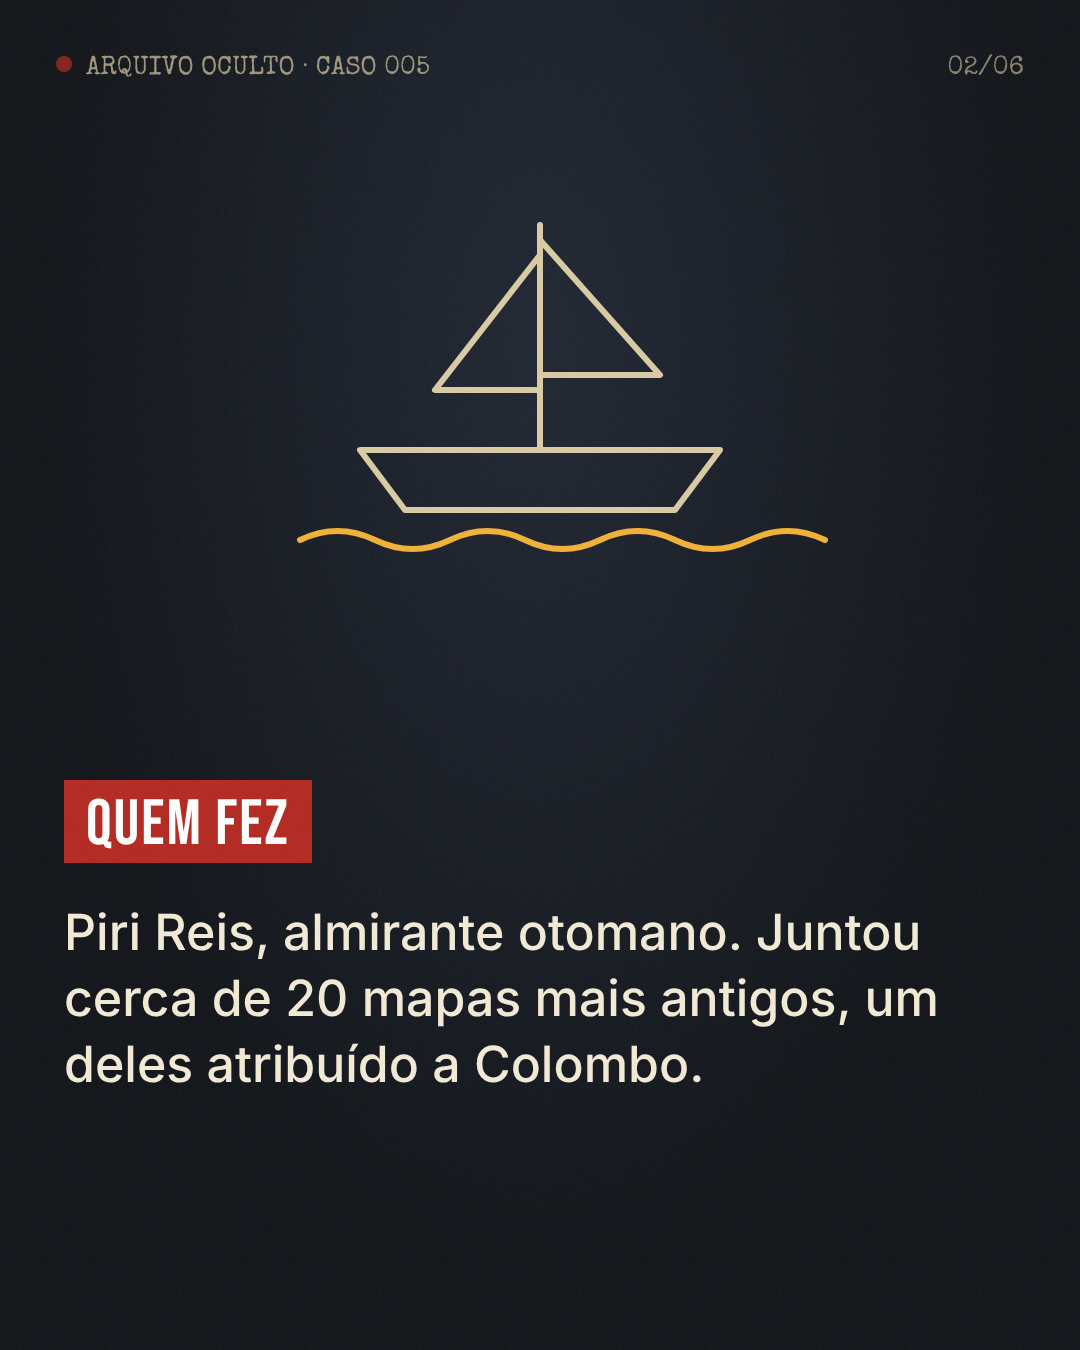 ARQUIVO OCULTO · CASO 005
02/06
QUEM FEZ
Piri Reis, almirante otomano. Juntou
cerca de 20 mapas mais antigos, um
deles atribuído a Colombo.